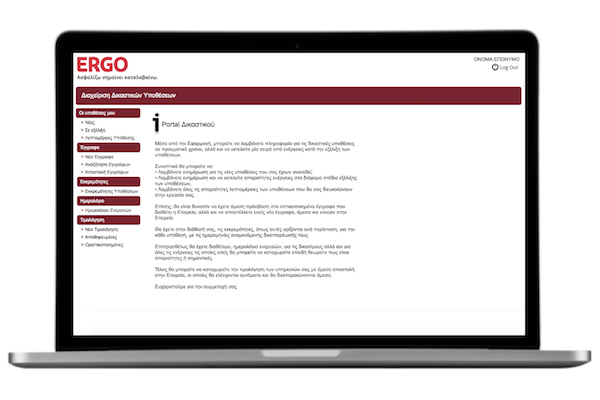 ERGO
Ασφαλίζω σημαίνει καταλαβαίνω.
ΟΝΟΜΑ ΕΠΩΝΥΜΟ
Log Out
Διαχείριση Δικαστικών Υποθέσεων
Οι υποθέσεις μου
> Νέες
> Σε εξέλιξη
> Λεπτομέρειες Υπόθεσης
Έγγραφα
> Νέα Έγγραφα
> Αναζήτηση Εγγράφων
> Αποστολή Εγγράφων
Εκκρεμότητες
> Εκκρεμότητες Υποθέσεων
Ημερολόγιο
> Ημερολόγιο Ενεργειών
Τιμολόγηση
> Νέα Τιμολόγηση
> Αποθηκευμένες
> Οριστικοποιημένες
i Portal Δικαστικού
Μέσα από την Εφαρμογή, μπορείτε να λαμβάνετε πληροφορία για τις δικαστικές υποθέσεις
σε πραγματικό χρόνο, αλλά και να εκτελείτε μία σειρά από ενέργειες κατά την εξέλιξη των
υποθέσεων.
Συνοπτικά θα μπορείτε να
• Λαμβάνετε ενημέρωση για τις νέες υποθέσεις που σας έχουν ανατεθεί,
• Λαμβάνετε ενημέρωση και να εκτελείτε απαραίτητες ενέργειες στα διάφορα στάδια εξέλιξης
των υποθέσεων,
• Λαμβάνετε όλες τις απαραίτητες λεπτομέρειες των υποθέσεων που θα σας διευκολύνουν
στην εργασία σας.
Επίσης, θα είναι δυνατόν να έχετε άμεση πρόσβαση στα οπτικοποιημένα έγγραφα που
διαθέτει η Εταιρεία, αλλά και να αποστέλλετε εσείς νέα έγγραφα, άμεσα και εύκολα στην
Εταιρεία.
Θα έχετε στην διάθεσή σας, τις εκκρεμότητες, όπως αυτές ορίζονται ανά περίσταση, για την
κάθε υπόθεση, με τις ημερομηνίες αναμενόμενης διεκπεραίωσής τους.
Επιπροσθέτως θα έχετε διαθέσιμο, ημερολόγιο ενεργειών, για τις δικασίμους αλλά και για
όλες τις ενέργειες τις οποίες εσείς θα μπορείτε να καταχωρείτε επειδή θεωρείτε πως είναι
απαραίτητες ή σημαντικές.
Τέλος θα μπορείτε να καταχωρείτε την τιμολόγηση των υπηρεσιών σας με άμεση αποστολή
στην Εταιρεία, οι οποίες θα ελέγχονται αυτόματα και θα διεκπεραιώνονται άμεσα.
Ευχαριστούμε για την συμμετοχή σας